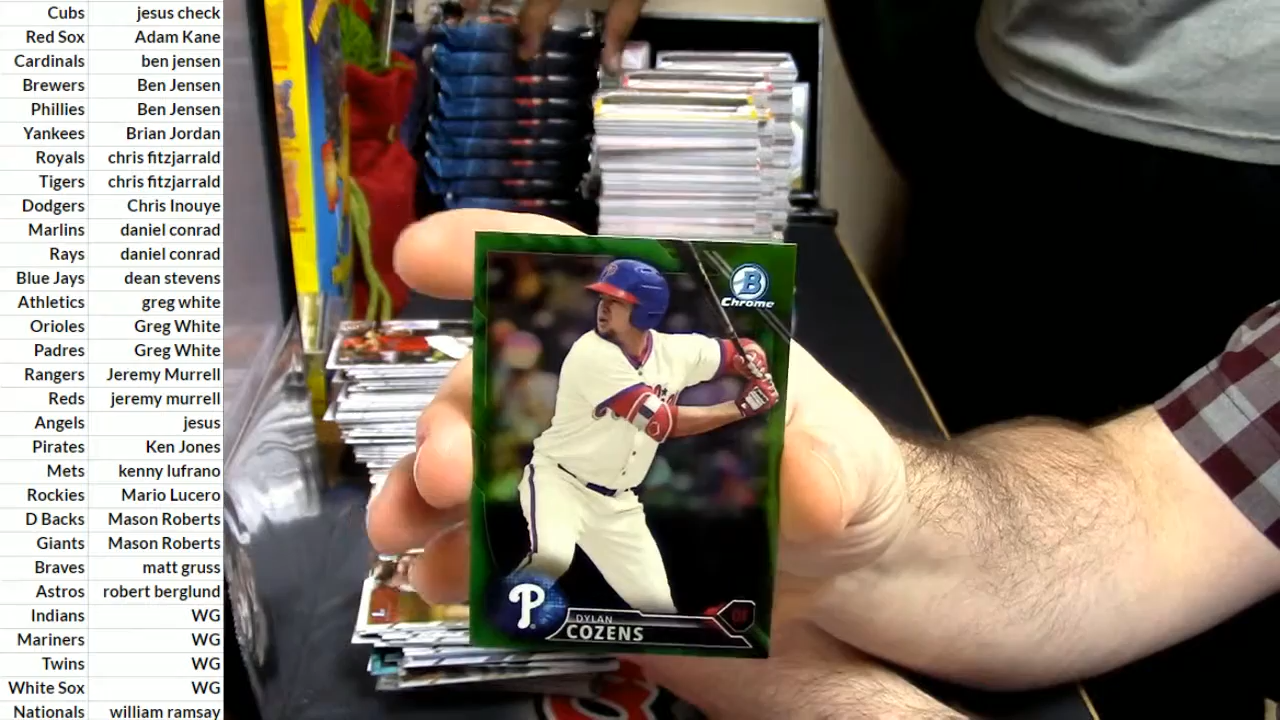 Cubs jesus check
Red Sox Adam Kane
Cardinals ben jensen
Brewers Ben Jensen
Phillies Ben Jensen
Yankees Brian Jordan
Royals chris fitzjarrald
Tigers chris fitzjarrald
Dodgers Chris Inouye
Marlins daniel conrad
Rays daniel conrad
Blue Jays dean stevens
Athletics greg white
Orioles Greg White
Padres Greg White
Rangers Jeremy Murrell
Reds jeremy murrell
Angels jesus
Pirates Ken Jones
Mets kenny lufrano
Rockies Mario Lucero
D Backs Mason Roberts
Giants Mason Roberts
Braves matt gruss
Astros robert berglund
Indians WG
Mariners WG
Twins WG
White Sox WG
Nationals william ramsay
B
Chrome
P
DYLAN
COZENS
OF